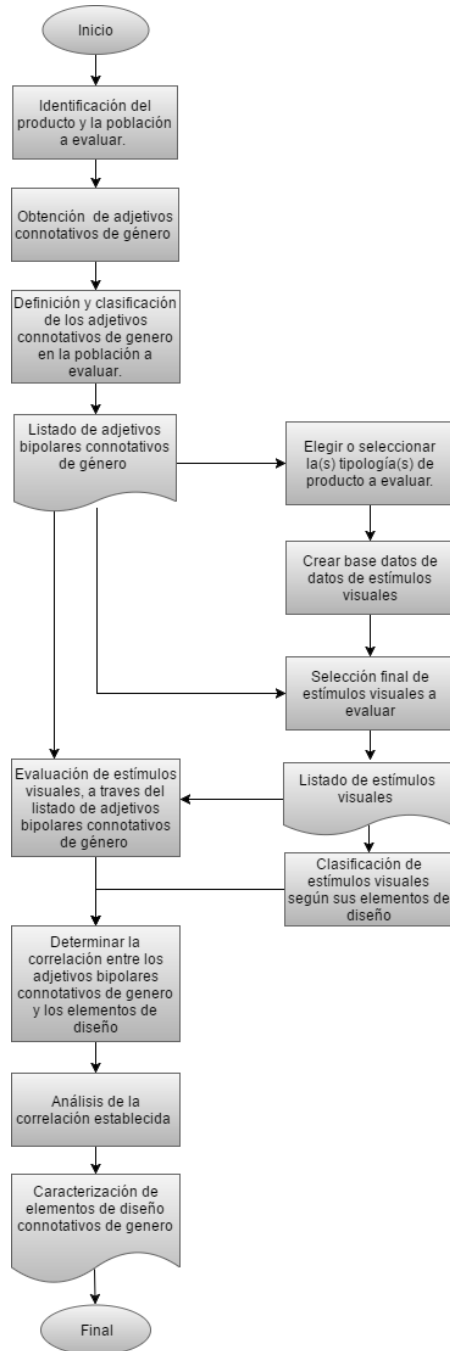 Inicio
Identificación del
producto y la población
a evaluar.
Obtención de adjetivos
connotativos de género
Definición y clasificación
de los adjetivos
connotativos de genero
en la población a
evaluar.
Listado de adjetivos
bipolares connotativos
de género
Elegir o seleccionar
la(s) tipología(s) de
producto a evaluar.
Crear base datos de
datos de estímulos
visuales
Selección final de
estímulos visuales a
evaluar
Listado de estímulos
visuales
Evaluación de estímulos
visuales, a traves del
listado de adjetivos
bipolares connotativos
de género
Clasificación de
estímulos visuales
según sus elementos de
diseño
Determinar la
correlación entre los
adjetivos bipolares
connotativos de genero
y los elementos de
diseño
Análisis de la
correlación establecida
Caracterización de
elementos de diseño
connotativos de genero
Final